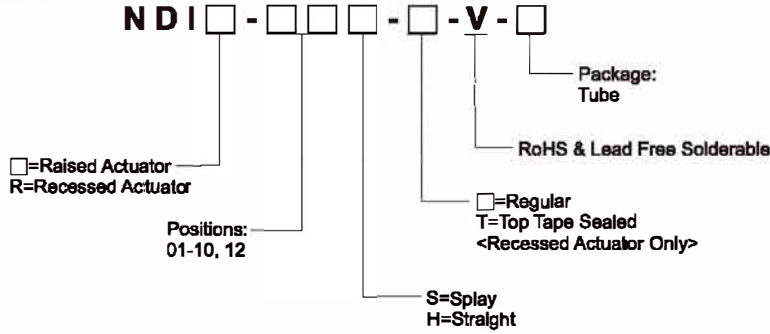 NDI□ - □□□ - □ - V - □
Package:
Tube
RoHS & Lead Free Solderable
□=Raised Actuator
R=Recessed Actuator
□=Regular
T=Top Tape Sealed
<Recessed Actuator Only>
Positions:
01-10, 12
S=Splay
H=Straight